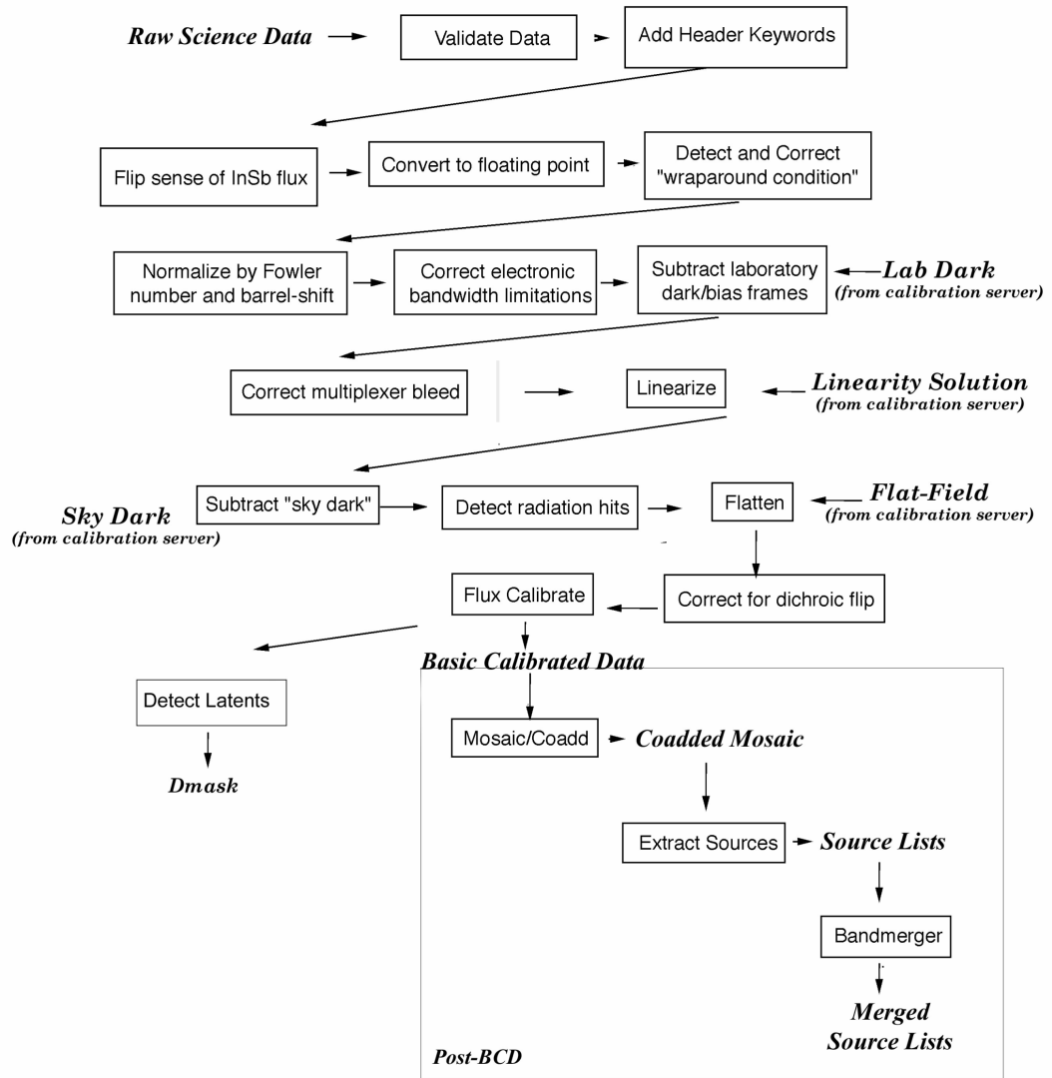 Raw Science Data
Validate Data
Add Header Keywords
Flip sense of InSb flux
Convert to floating point
Detect and Correct
"wraparound condition"
Normalize by Fowler
number and barrel-shift
Correct electronic
bandwidth limitations
Subtract laboratory
dark/bias frames
Lab Dark
(from calibration server)
Correct multiplexer bleed
Linearize
Linearity Solution
(from calibration server)
Sky Dark
(from calibration server)
Subtract "sky dark"
Detect radiation hits
Flatten
Flat-Field
(from calibration server)
Flux Calibrate
Correct for dichroic flip
Basic Calibrated Data
Detect Latents
Dmask
Mosaic/Coadd
Coadded Mosaic
Extract Sources
Source Lists
Bandmerger
Merged
Source Lists
Post-BCD